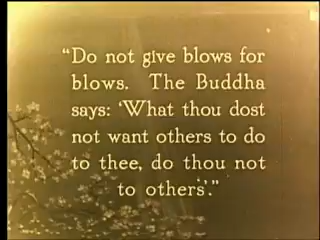 “Do not give blows for
blows. The Buddha
says: ‘What thou dost
not want others to do
to thee, do thou not
to others’.”